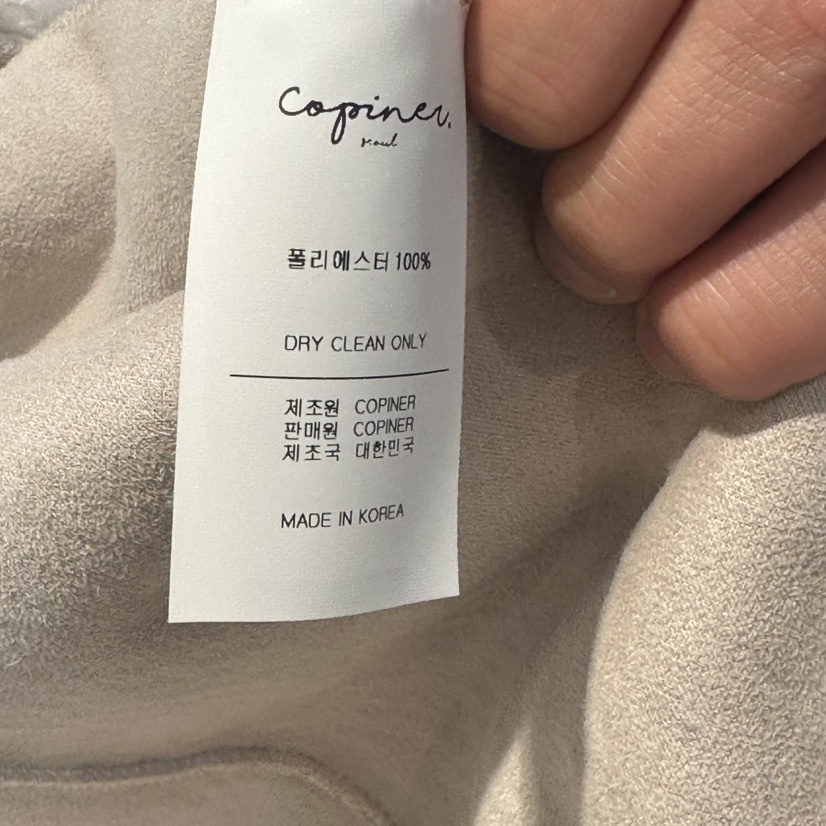 Copiner.
seoul
폴리에스터 100%
DRY CLEAN ONLY
제조원 COPINER
판매원 COPINER
제조국 대한민국
MADE IN KOREA